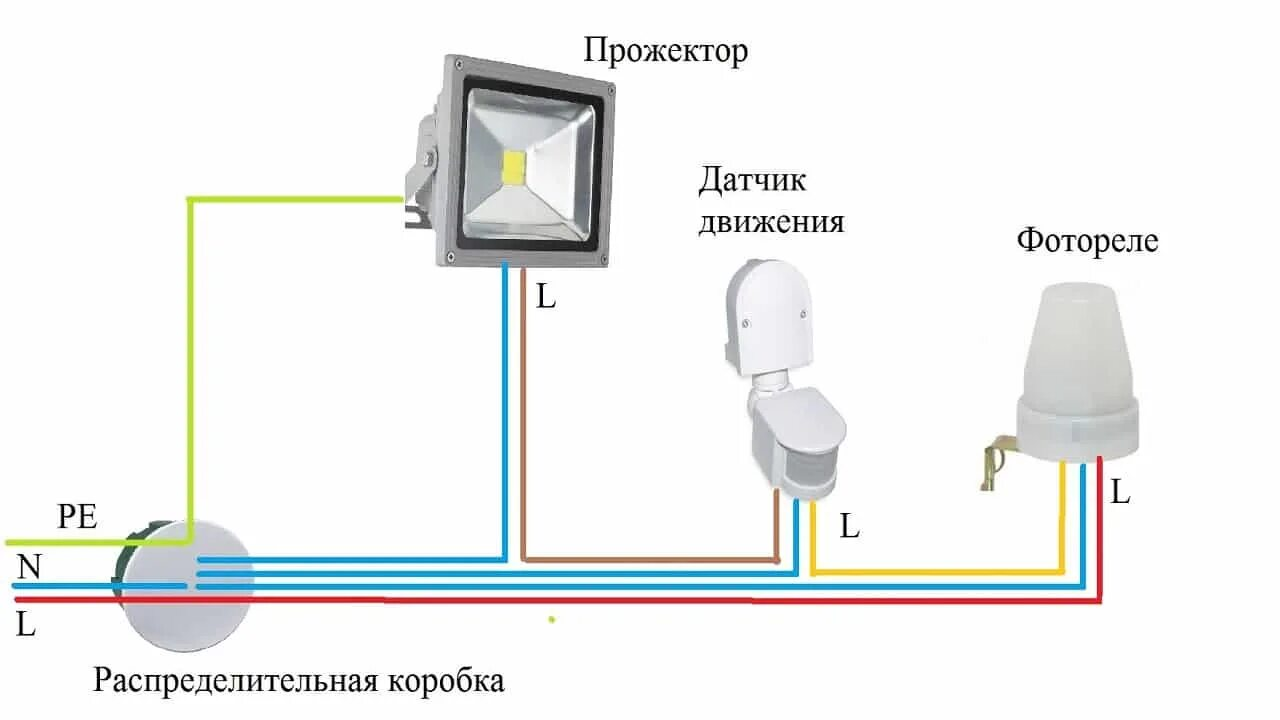 Прожектор
Датчик
движения
Фотореле
L
L
L
PE
N
L
Распределительная коробка